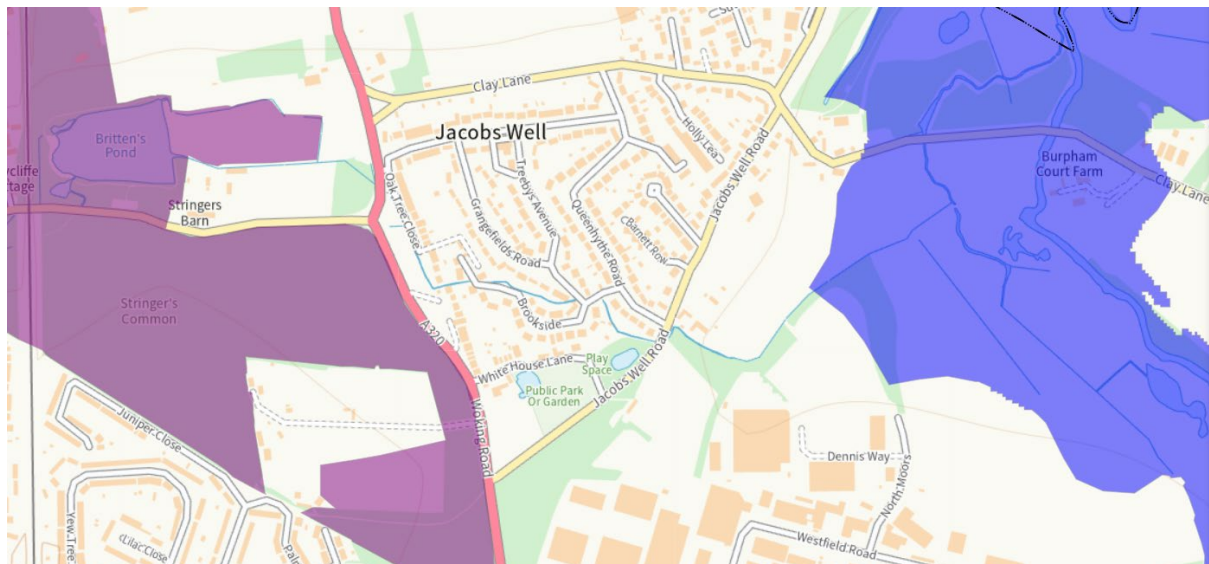 Clay Lane
Jacobs Well
Holly Lea
Britten's
Pond
Burpham
Court Farm
Clay Lane
Treebys Avenue
Oak Tree Close
Jacobs Well Road
Stringers
Barn
Grangefields Road
Queenhythe Road
Barnett Row
Stringer's
Common
Brookside
A320
White House Lane
Play
Space
Public Park
Or Garden
Jacobs Well Road
Juniper Close
Woking Road
Dennis Way
North Moors
Yew Tree
Lilac Close
Westfield Road